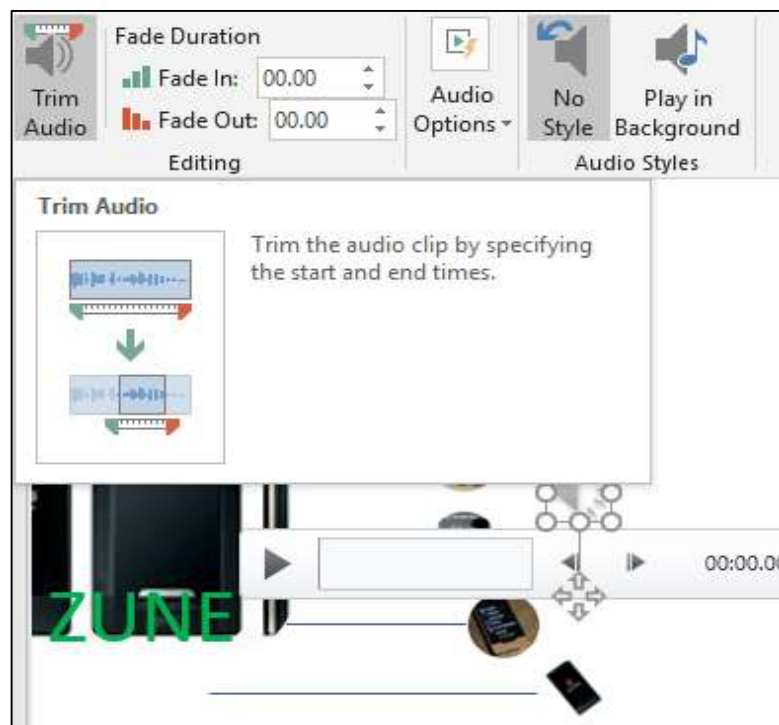 Fade Duration
Fade In: 00.00
Fade Out: 00.00
Trim
Audio
Audio
Options
No
Style
Play in
Background
Editing
Audio Styles
Trim Audio
Trim the audio clip by specifying
the start and end times.
00:00.00
ZUNE